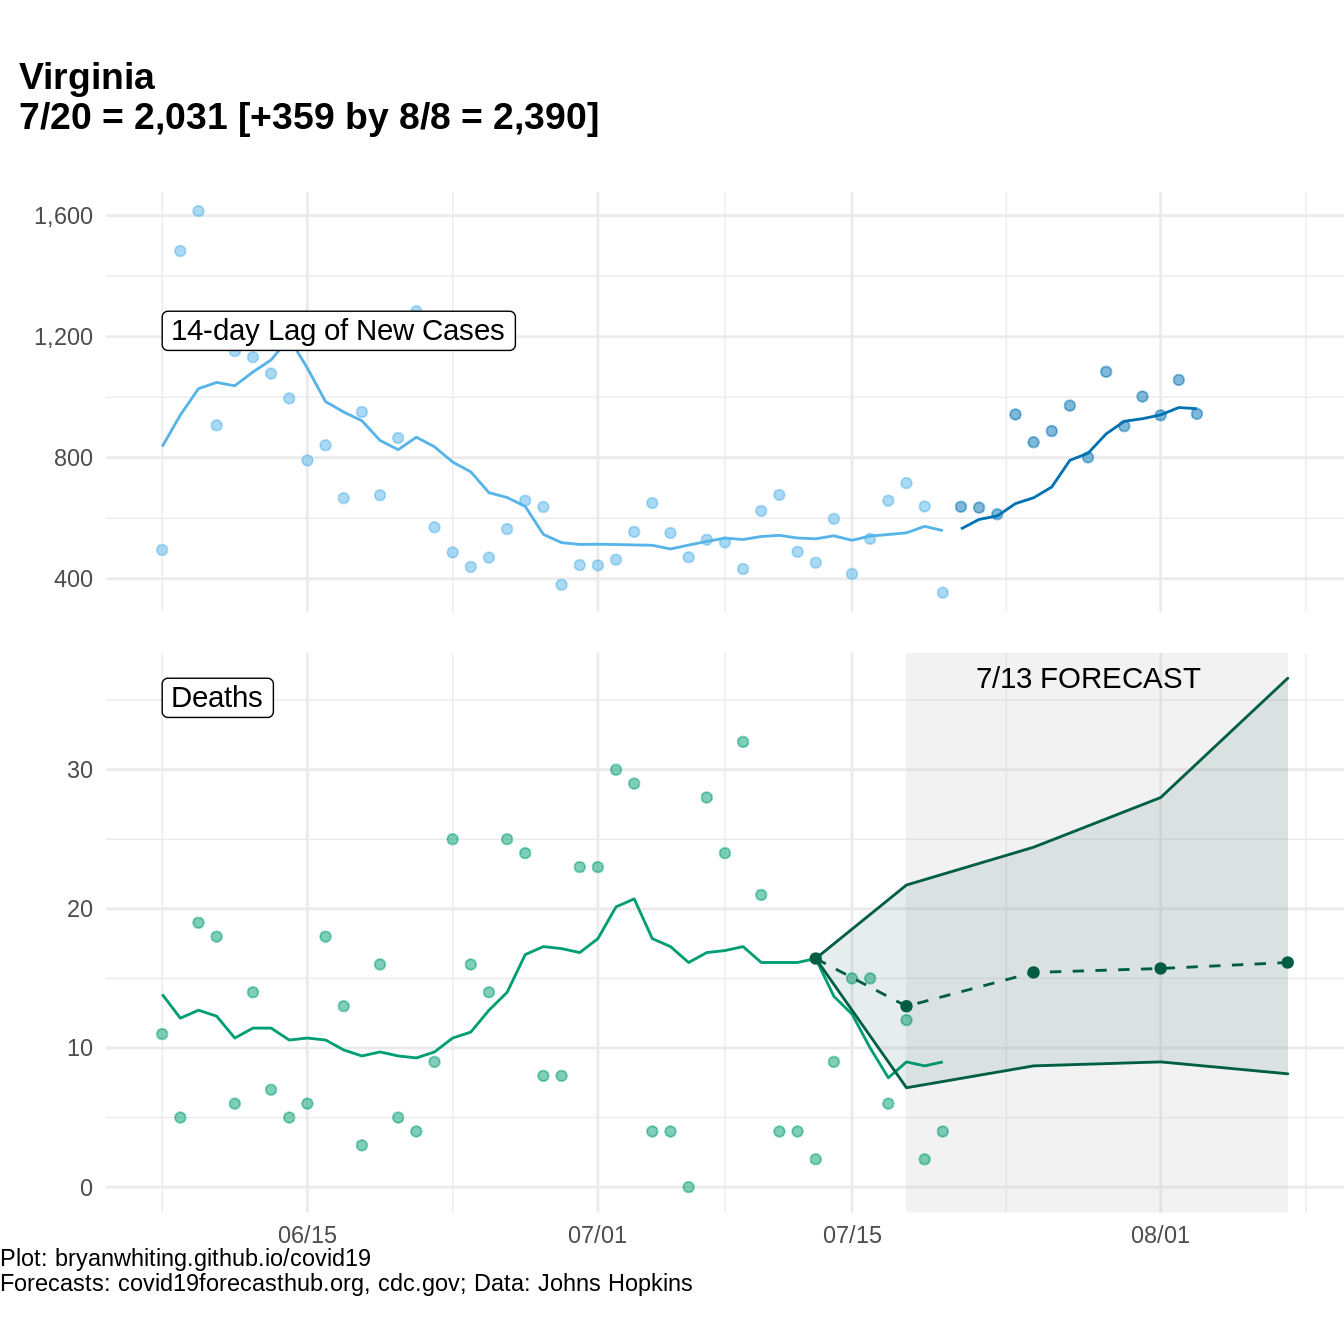 Virginia
7/20 = 2,031 [+359 by 8/8 = 2,390]
1,600
1,200
800
400
14-day Lag of New Cases
Deaths
7/13 FORECAST
30
20
10
0
06/15 07/01 07/15 08/01
Plot: bryanwhiting.github.io/covid19
Forecasts: covid19forecasthub.org, cdc.gov; Data: Johns Hopkins